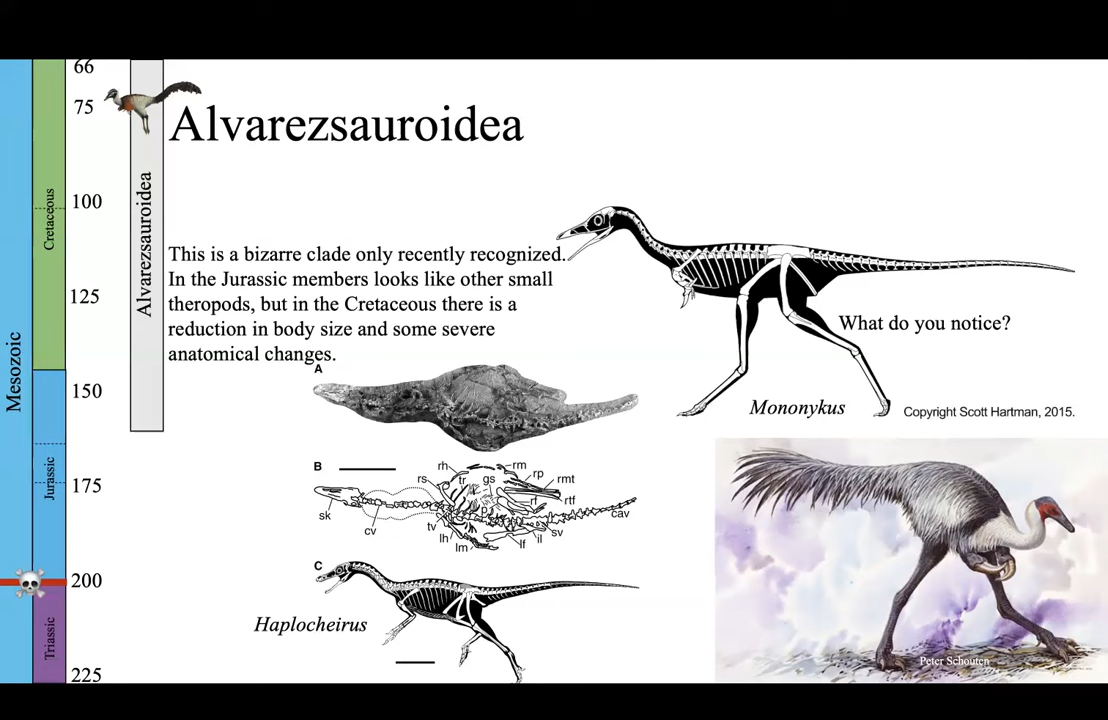 66
75
100
125
150
175
200
225
Mesozoic
Cretaceous
Jurassic
Triassic
Alvarezsauroidea
Alvarezsauroidea
This is a bizarre clade only recently recognized.
In the Jurassic members looks like other small
theropods, but in the Cretaceous there is a
reduction in body size and some severe
anatomical changes.
What do you notice?
Mononykus
Copyright Scott Hartman, 2015.
A
B
rh
rm
rs
tr
gs
rp
rmt
rf
rtf
sk
cv
p
tv
lh
lm
lf
il
sv
cav
C
Haplocheirus
Peter Schouten